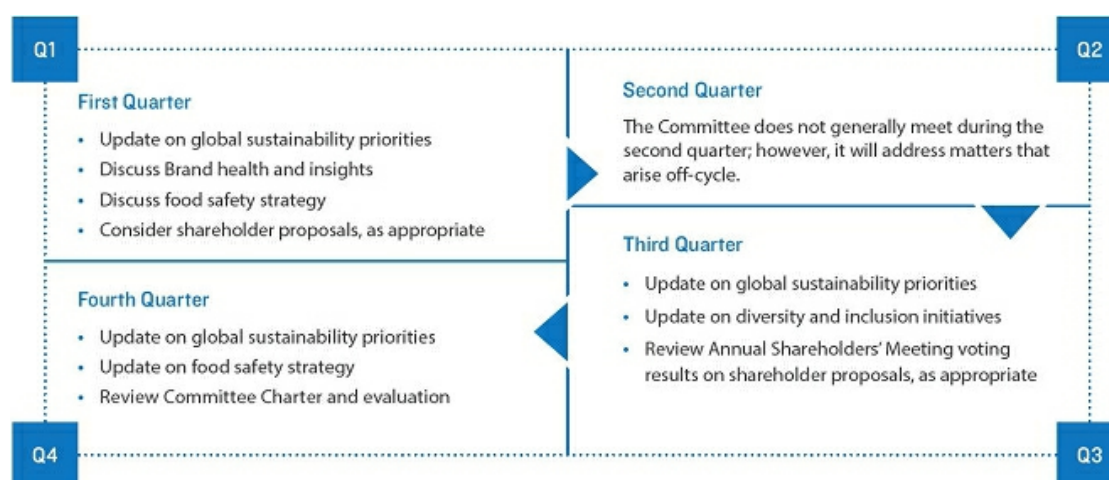 Q1
First Quarter
• Update on global sustainability priorities
• Discuss Brand health and insights
• Discuss food safety strategy
• Consider shareholder proposals, as appropriate
Q2
Second Quarter
The Committee does not generally meet during the
second quarter; however, it will address matters that
arise off-cycle.
Third Quarter
• Update on global sustainability priorities
• Update on diversity and inclusion initiatives
• Review Annual Shareholders' Meeting voting
results on shareholder proposals, as appropriate
Q3
Fourth Quarter
• Update on global sustainability priorities
• Update on food safety strategy
• Review Committee Charter and evaluation
Q4